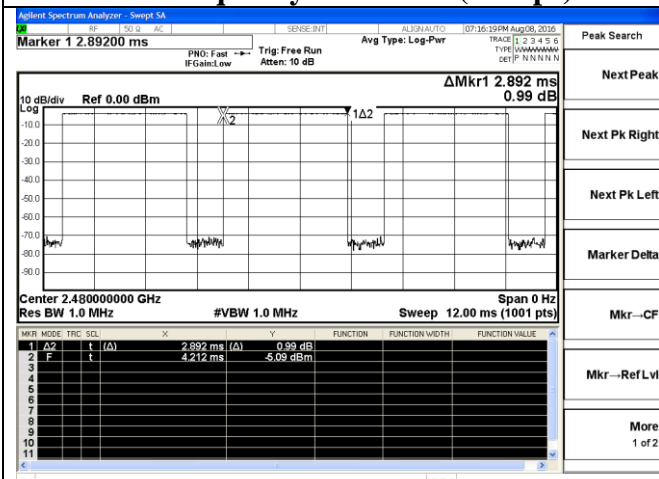 Agilent Spectrum Analyzer - Swept SA
RF 50 Ω AC SENSE:INT ALIGN AUTO 07:16:19 PM Aug 08, 2016
Marker 1 2.89200 ms
PNO: Fast
IFGain:Low
Trig: Free Run
Atten: 10 dB
Avg Type: Log-Pwr
TRACE 1 2 3 4 5 6
TYPE WWWWWW
DET P N N N N N
ΔMkr1 2.892 ms
0.99 dB
10 dB/div Ref 0.00 dBm
Log
-10.0
-20.0
-30.0
-40.0
-50.0
-60.0
-70.0
-80.0
-90.0
2
1Δ2
Center 2.480000000 GHz Span 0 Hz
Res BW 1.0 MHz #VBW 1.0 MHz Sweep 12.00 ms (1001 pts)
MKR MODE TRC SCL X Y FUNCTION FUNCTION WIDTH FUNCTION VALUE
1 Δ2 t (Δ) 2.892 ms (Δ) 0.99 dB
2 F t 4.212 ms -5.09 dBm
3
4
5
6
7
8
9
10
11
Peak Search
Next Peak
Next Pk Right
Next Pk Left
Marker Delta
Mkr→CF
Mkr→Ref Lvl
More
1 of 2